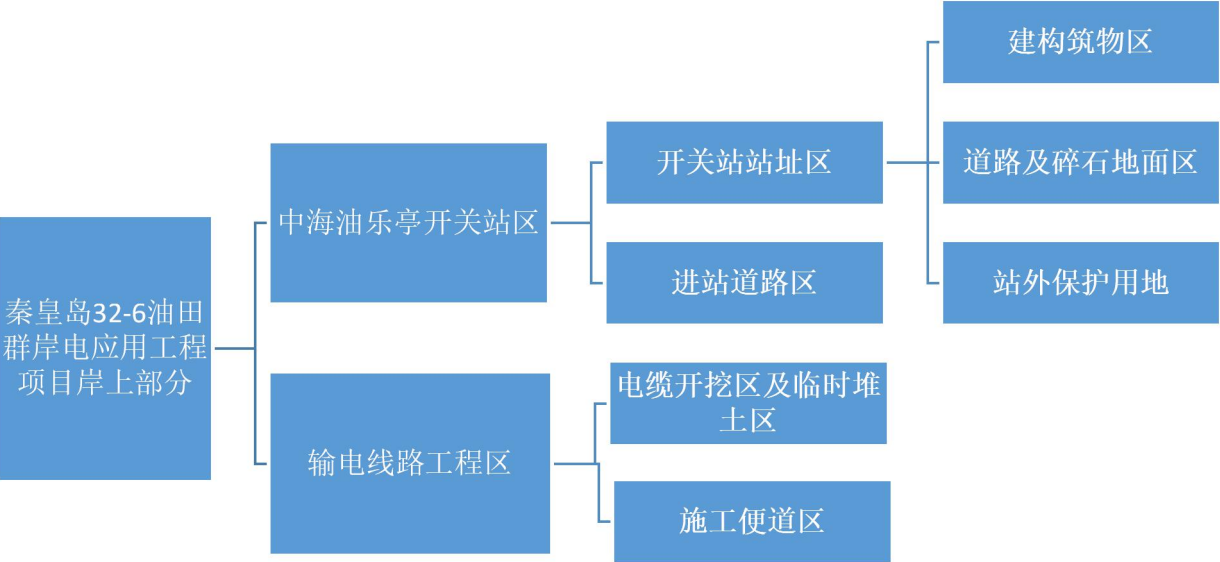 秦皇岛32-6油田
群岸电应用工程
项目岸上部分
中海油乐亭开关站区
开关站站址区
建构筑物区
道路及碎石地面区
站外保护用地
进站道路区
输电线路工程区
电缆开挖区及临时堆
土区
施工便道区